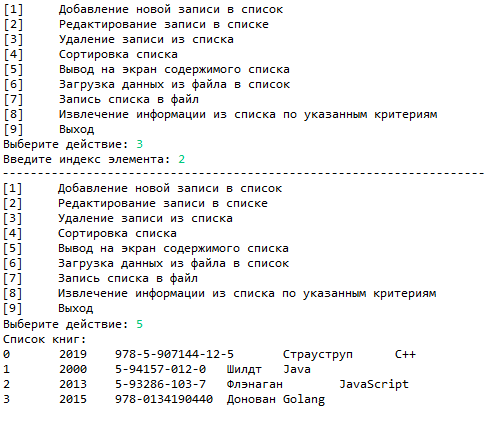 [1] Добавление новой записи в список
[2] Редактирование записи в списке
[3] Удаление записи из списка
[4] Сортировка списка
[5] Вывод на экран содержимого списка
[6] Загрузка данных из файла в список
[7] Запись списка в файл
[8] Извлечение информации из списка по указанным критериям
[9] Выход
Выберите действие: 3
Введите индекс элемента: 2
---------------------------------------------------------------------
[1] Добавление новой записи в список
[2] Редактирование записи в списке
[3] Удаление записи из списка
[4] Сортировка списка
[5] Вывод на экран содержимого списка
[6] Загрузка данных из файла в список
[7] Запись списка в файл
[8] Извлечение информации из списка по указанным критериям
[9] Выход
Выберите действие: 5
Список книг:
0 2019 978-5-907144-12-5 Страуструп C++
1 2000 5-94157-012-0 Шилдт Java
2 2013 5-93286-103-7 Флэнаган JavaScript
3 2015 978-0134190440 Донован Golang